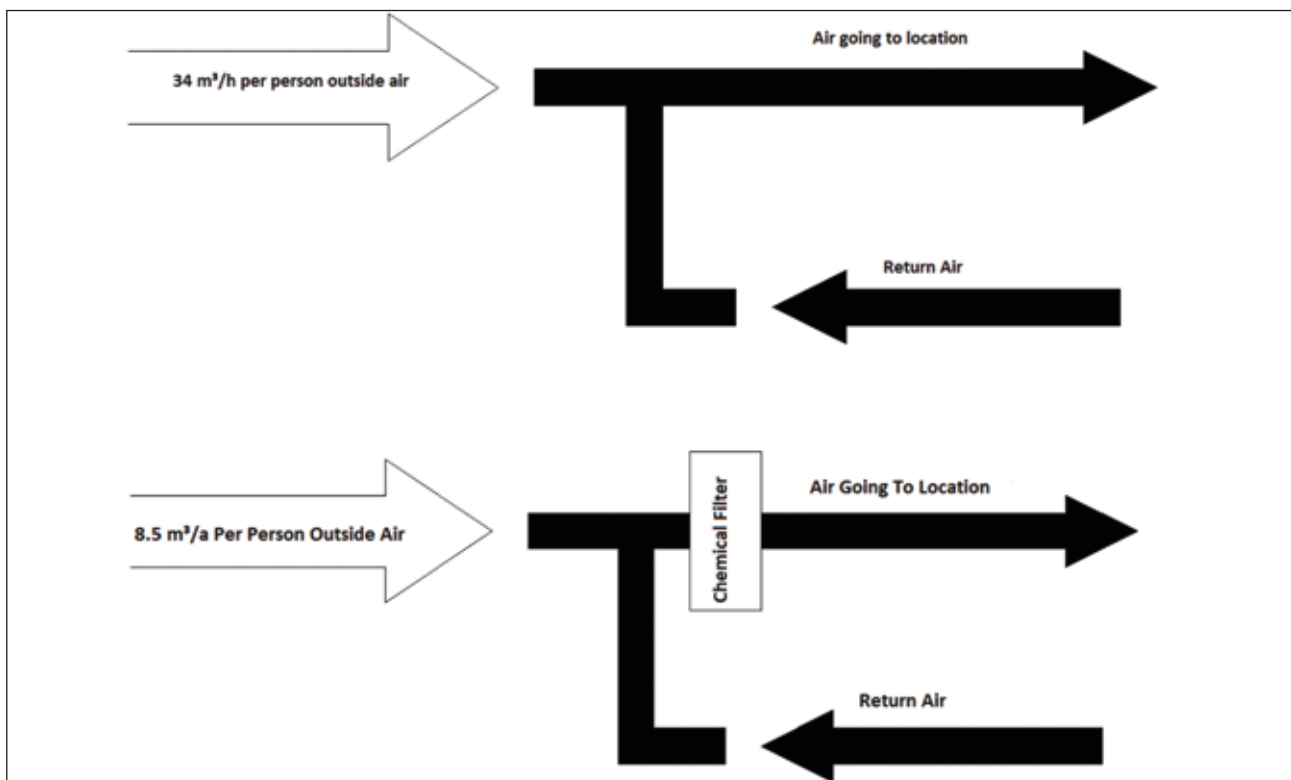 Air going to location
34 m³/h per person outside air
Return Air
Air Going To Location
Chemical Filter
8.5 m³/a Per Person Outside Air
Return Air